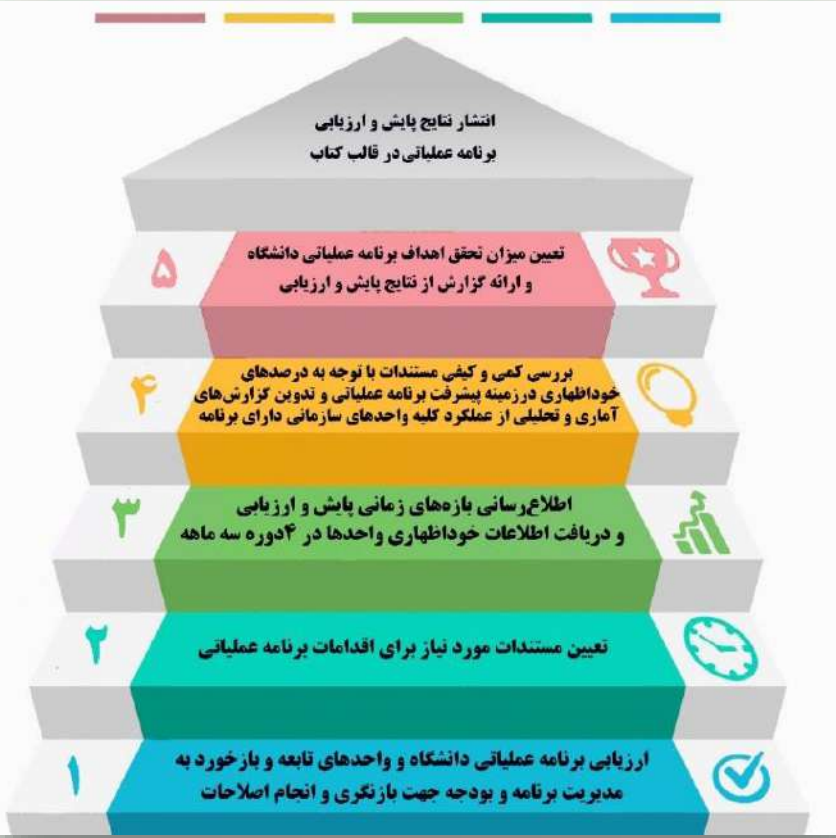 انتشار نتایج پایش و ارزیابی
برنامه عملیاتی در قالب کتاب
۵
تعیین میزان تحقق اهداف برنامه عملیاتی دانشگاه
و ارائه گزارش از نتایج پایش و ارزیابی
۴
بررسی کمی و کیفی مستندات با توجه به درصدهای
خوداظهاری درزمینه پیشرفت برنامه عملیاتی و تدوین گزارش‌های
آماری و تحلیلی از عملکرد کلیه واحدهای سازمانی دارای برنامه
۳
اطلاع‌رسانی بازه‌های زمانی پایش و ارزیابی
و دریافت اطلاعات خوداظهاری واحدها در ۴دوره سه ماهه
۲
تعیین مستندات مورد نیاز برای اقدامات برنامه عملیاتی
۱
ارزیابی برنامه عملیاتی دانشگاه و واحدهای تابعه و بازخورد به
مدیریت برنامه و بودجه جهت بازنگری و انجام اصلاحات